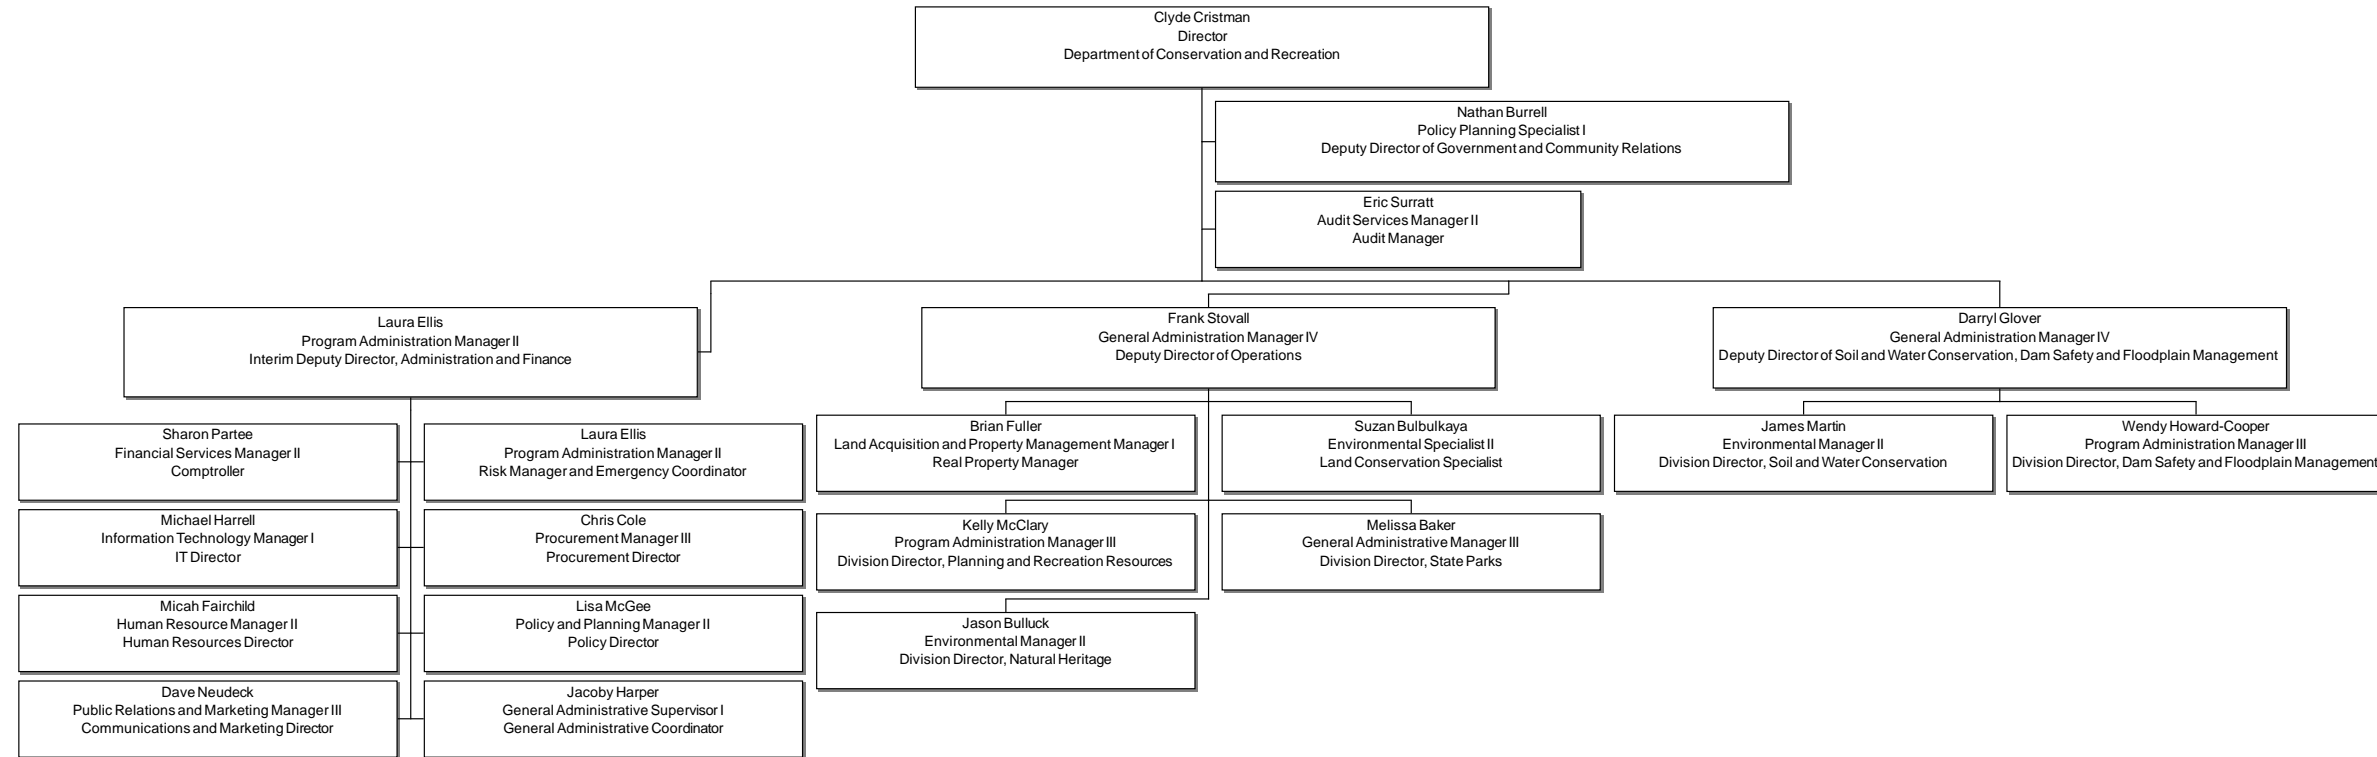 Clyde Cristman
Director
Department of Conservation and Recreation
Nathan Burrell
Policy Planning Specialist I
Deputy Director of Government and Community Relations
Eric Surratt
Audit Services Manager II
Audit Manager
Laura Ellis
Program Administration Manager II
Interim Deputy Director, Administration and Finance
Frank Stovall
General Administration Manager IV
Deputy Director of Operations
Darryl Glover
General Administration Manager IV
Deputy Director of Soil and Water Conservation, Dam Safety and Floodplain Management
Sharon Partee
Financial Services Manager II
Comptroller
Laura Ellis
Program Administration Manager II
Risk Manager and Emergency Coordinator
Brian Fuller
Land Acquisition and Property Management Manager I
Real Property Manager
Suzan Bulbulkaya
Environmental Specialist II
Land Conservation Specialist
James Martin
Environmental Manager II
Division Director, Soil and Water Conservation
Wendy Howard-Cooper
Program Administration Manager III
Division Director, Dam Safety and Floodplain Management
Michael Harrell
Information Technology Manager I
IT Director
Chris Cole
Procurement Manager III
Procurement Director
Kelly McClary
Program Administration Manager III
Division Director, Planning and Recreation Resources
Melissa Baker
General Administrative Manager III
Division Director, State Parks
Micah Fairchild
Human Resource Manager II
Human Resources Director
Lisa McGee
Policy and Planning Manager II
Policy Director
Jason Bulluck
Environmental Manager II
Division Director, Natural Heritage
Dave Neudeck
Public Relations and Marketing Manager III
Communications and Marketing Director
Jacoby Harper
General Administrative Supervisor I
General Administrative Coordinator